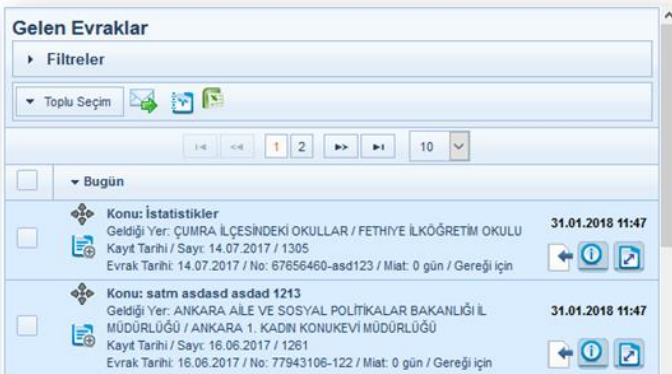 Gelen Evraklar
Filtreler
Toplu Seçim
1 2 10
Bugün
Konu: İstatistikler
Geldiği Yer: ÇUMRA İLÇESİNDEKİ OKULLAR / FETHİYE İLKÖĞRETİM OKULU
31.01.2018 11:47
Kayıt Tarihi / Sayı: 14.07.2017 / 1305
Evrak Tarihi: 14.07.2017 / No: 67656460-asd123 / Miat: 0 gün / Gereği için
Konu: satm asdasd asdad 1213
Geldiği Yer: ANKARA AİLE VE SOSYAL POLİTİKALAR BAKANLIĞI İL
31.01.2018 11:47
MÜDÜRLÜĞÜ / ANKARA 1. KADIN KONUKEVİ MÜDÜRLÜĞÜ
Kayıt Tarihi / Sayı: 16.06.2017 / 1261
Evrak Tarihi: 16.06.2017 / No: 77943106-122 / Miat: 0 gün / Gereği için